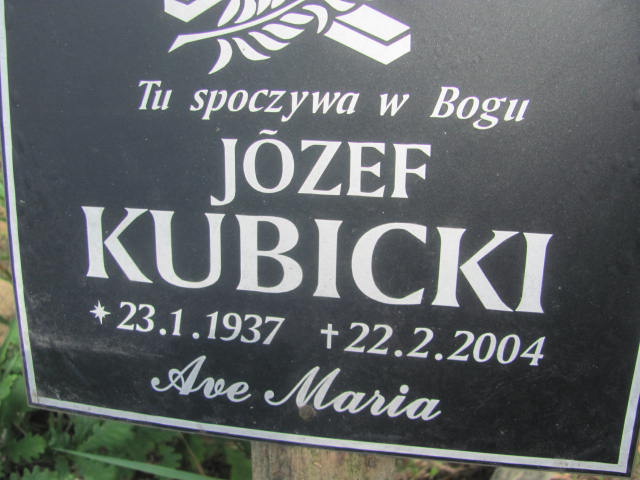 Tu spoczywa w Bogu
JÕZEF
KUBICKI
* 23.1.1937 † 22.2.2004
Ave Maria